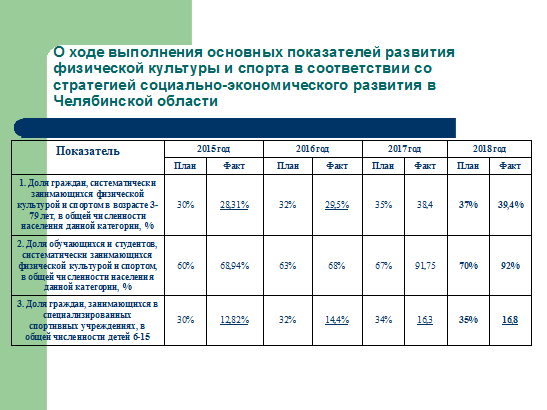 О ходе выполнения основных показателей развития
физической культуры и спорта в соответствии со
стратегией социально-экономического развития в
Челябинской области
Показатель 2015 год 2016 год 2017 год 2018 год
План Факт План Факт План Факт План Факт
1. Доля граждан, систематически
занимающихся физической
культурой и спортом в возрасте 3-
79 лет, в общей численности
населения данной категории, %
30% 28,31% 32% 29,5% 35% 38,4 37% 39,4%
2. Доля обучающихся и студентов,
систематически занимающихся
физической культурой и спортом,
в общей численности населения
данной категории, %
60% 68,94% 63% 68% 67% 91,75 70% 92%
3. Доля граждан, занимающихся в
специализированных
спортивных учреждениях, в
общей численности детей 6-15
30% 12,82% 32% 14,4% 34% 16,3 35% 16,8